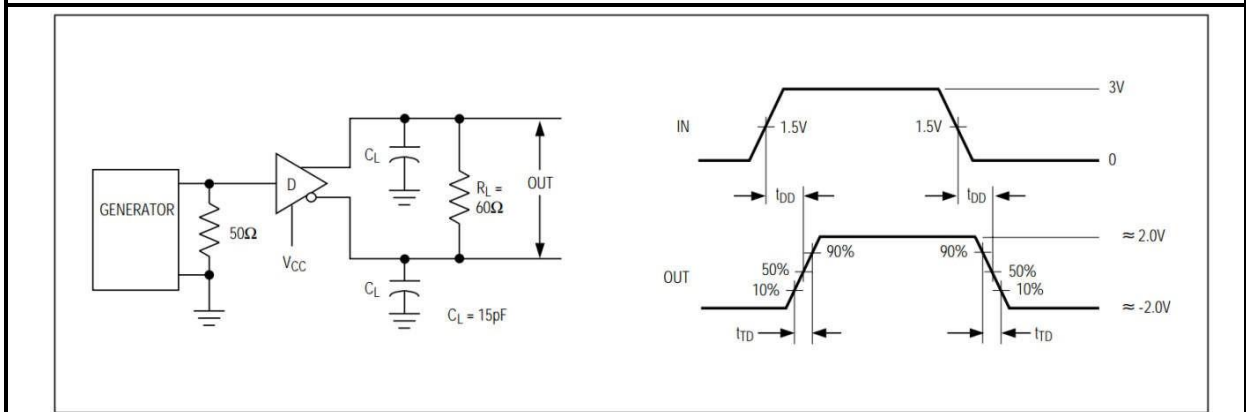 GENERATOR
50Ω
D
VCC
CL
CL
CL = 15pF
RL =
60Ω
OUT
IN
3V
1.5V
1.5V
0
tDD
tDD
OUT
≈ 2.0V
90%
90%
50%
50%
10%
10%
≈ -2.0V
tTD
tTD